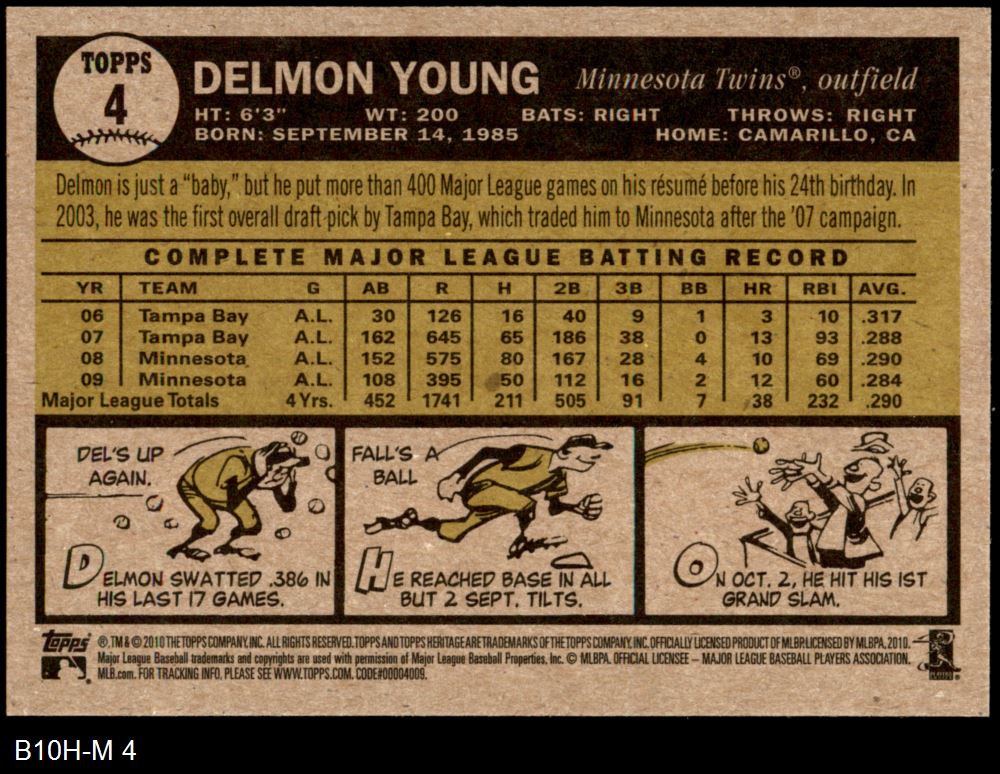 TOPPS
4
DELMON YOUNG Minnesota Twins®, outfield
HT: 6'3" WT: 200 BATS: RIGHT THROWS: RIGHT
BORN: SEPTEMBER 14, 1985 HOME: CAMARILLO, CA
Delmon is just a “baby,” but he put more than 400 Major League games on his résumé before his 24th birthday. In
2003, he was the first overall draft pick by Tampa Bay, which traded him to Minnesota after the '07 campaign.
COMPLETE MAJOR LEAGUE BATTING RECORD
YR TEAM G AB R H 2B 3B BB HR RBI AVG.
06 Tampa Bay A.L. 30 126 16 40 9 1 3 10 .317
07 Tampa Bay A.L. 162 645 65 186 38 0 13 93 .288
08 Minnesota A.L. 152 575 80 167 28 4 10 69 .290
09 Minnesota A.L. 108 395 50 112 16 2 12 60 .284
Major League Totals 4 Yrs. 452 1741 211 505 91 7 38 232 .290
DEL'S UP
AGAIN.
DELMON SWATTED .386 IN
HIS LAST 17 GAMES.
FALL'S A
BALL
HE REACHED BASE IN ALL
BUT 2 SEPT. TILTS.
ON OCT. 2, HE HIT HIS 1ST
GRAND SLAM.
Topps ®, TM & © 2010 THE TOPPS COMPANY, INC. ALL RIGHTS RESERVED. TOPPS AND TOPPS HERITAGE ARE TRADEMARKS OF THE TOPPS COMPANY, INC. OFFICIALLY LICENSED PRODUCT OF MLBP. LICENSED BY MLBPA, 2010.
Major League Baseball trademarks and copyrights are used with permission of Major League Baseball Properties, Inc. © MLBPA. OFFICIAL LICENSEE – MAJOR LEAGUE BASEBALL PLAYERS ASSOCIATION.
MLB.com. FOR TRACKING INFO, PLEASE SEE WWW.TOPPS.COM. CODE#00004009.
PLAYERS
B10H-M 4